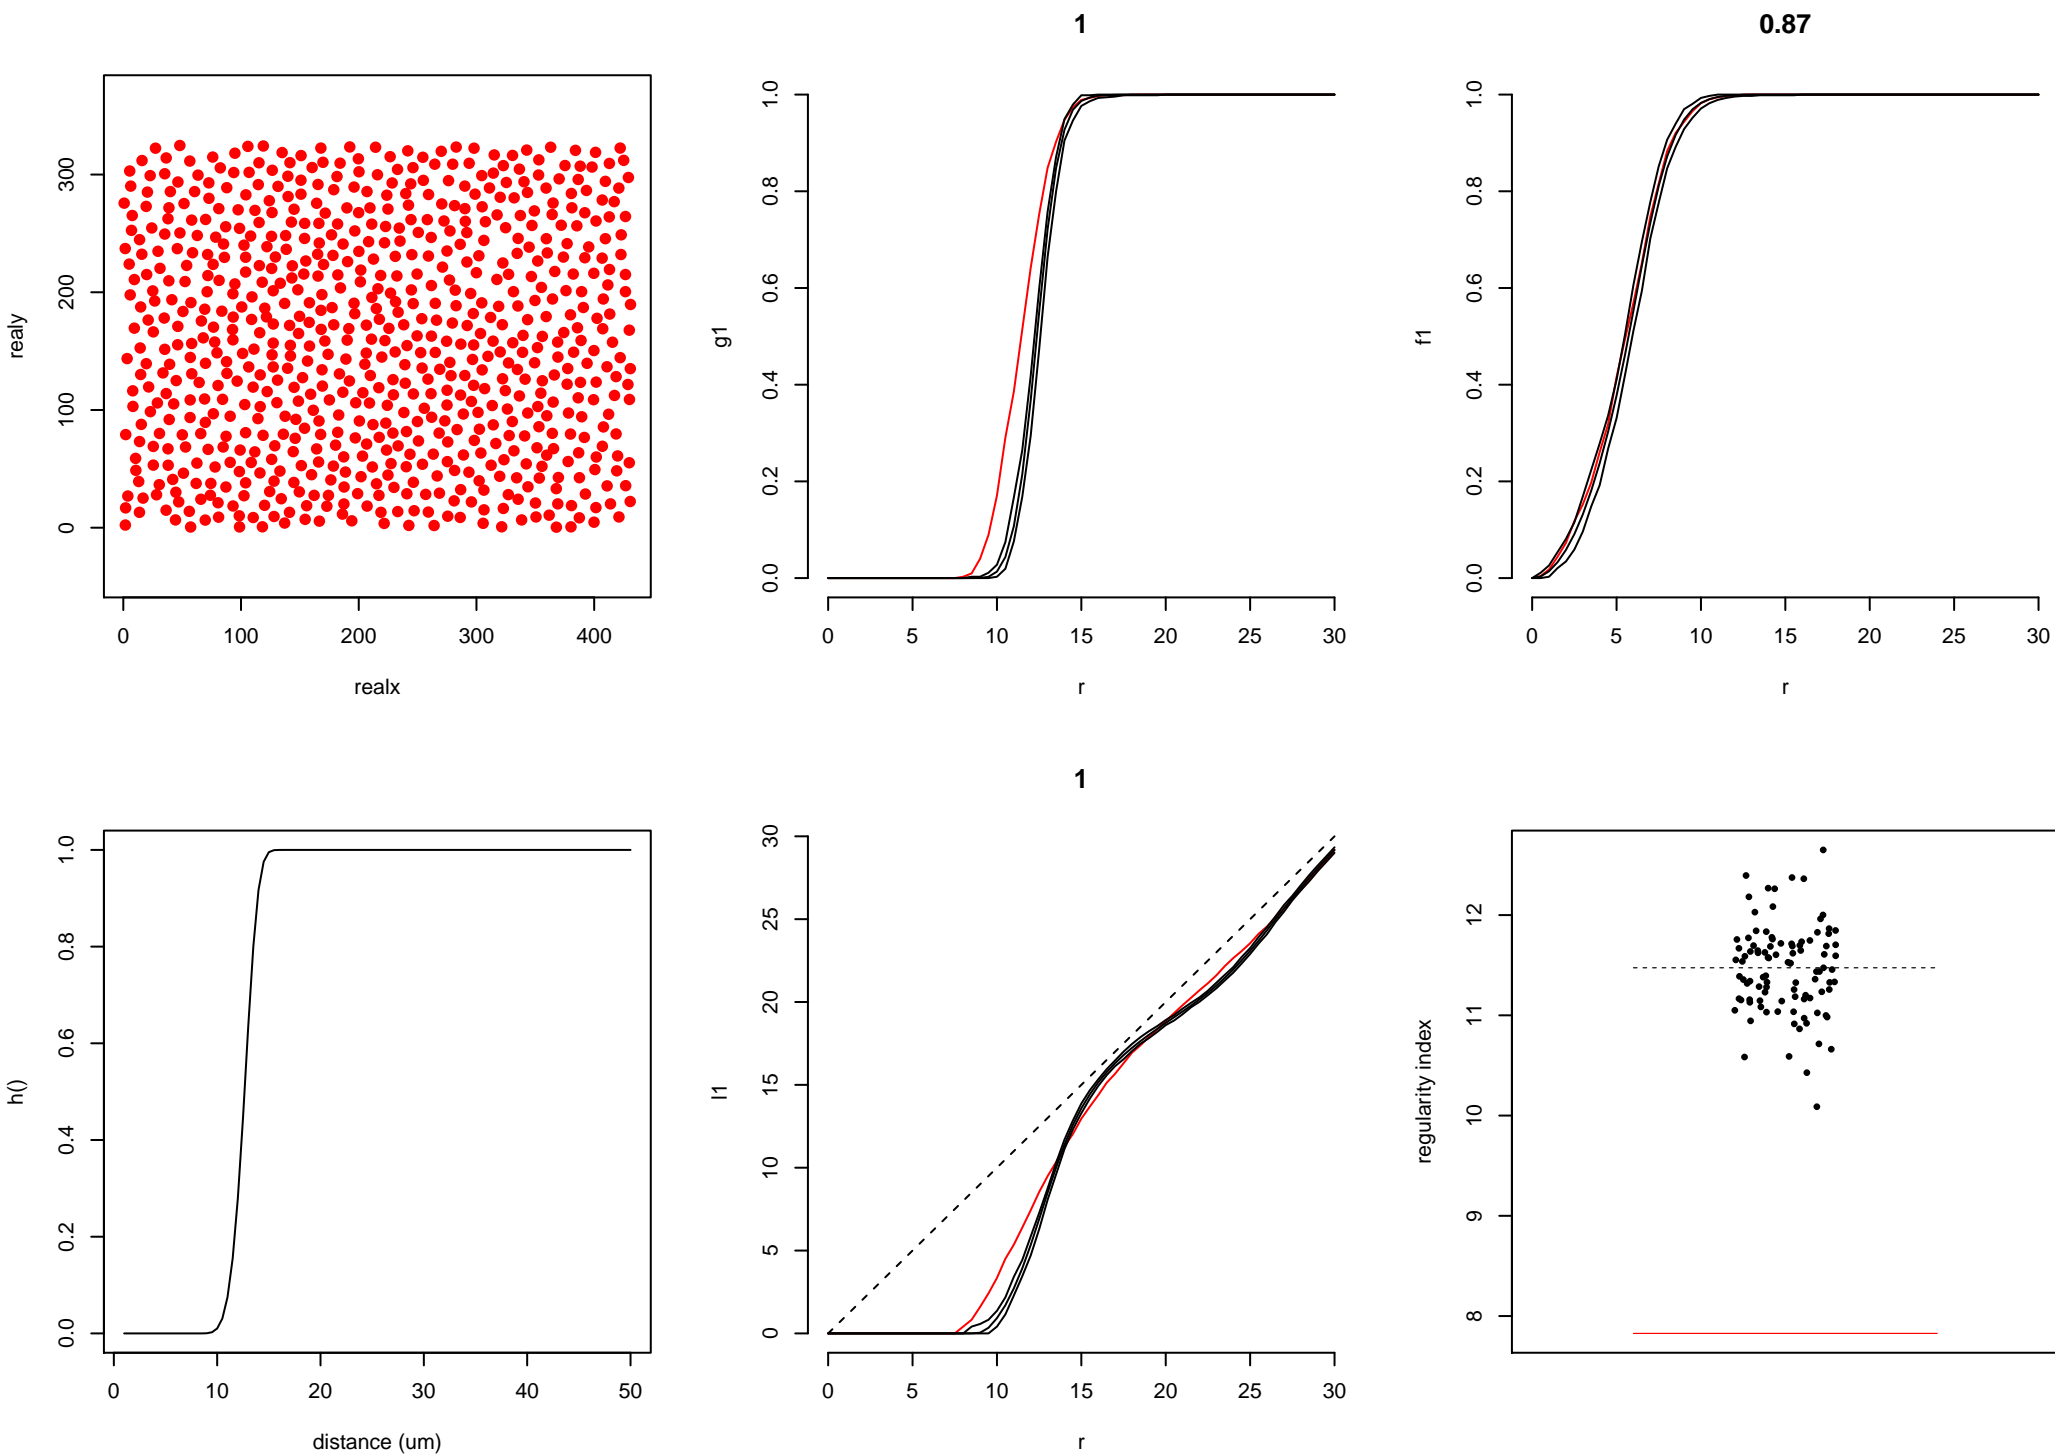 1
0.87
realy
0 100 200 300
0 100 200 300 400
realx
g1
0.0 0.2 0.4 0.6 0.8 1.0
0 5 10 15 20 25 30
r
f1
0.0 0.2 0.4 0.6 0.8 1.0
0 5 10 15 20 25 30
r
h()
0.0 0.2 0.4 0.6 0.8 1.0
0 10 20 30 40 50
distance (um)
1
l1
0 5 10 15 20 25 30
0 5 10 15 20 25 30
r
regularity index
8 9 10 11 12